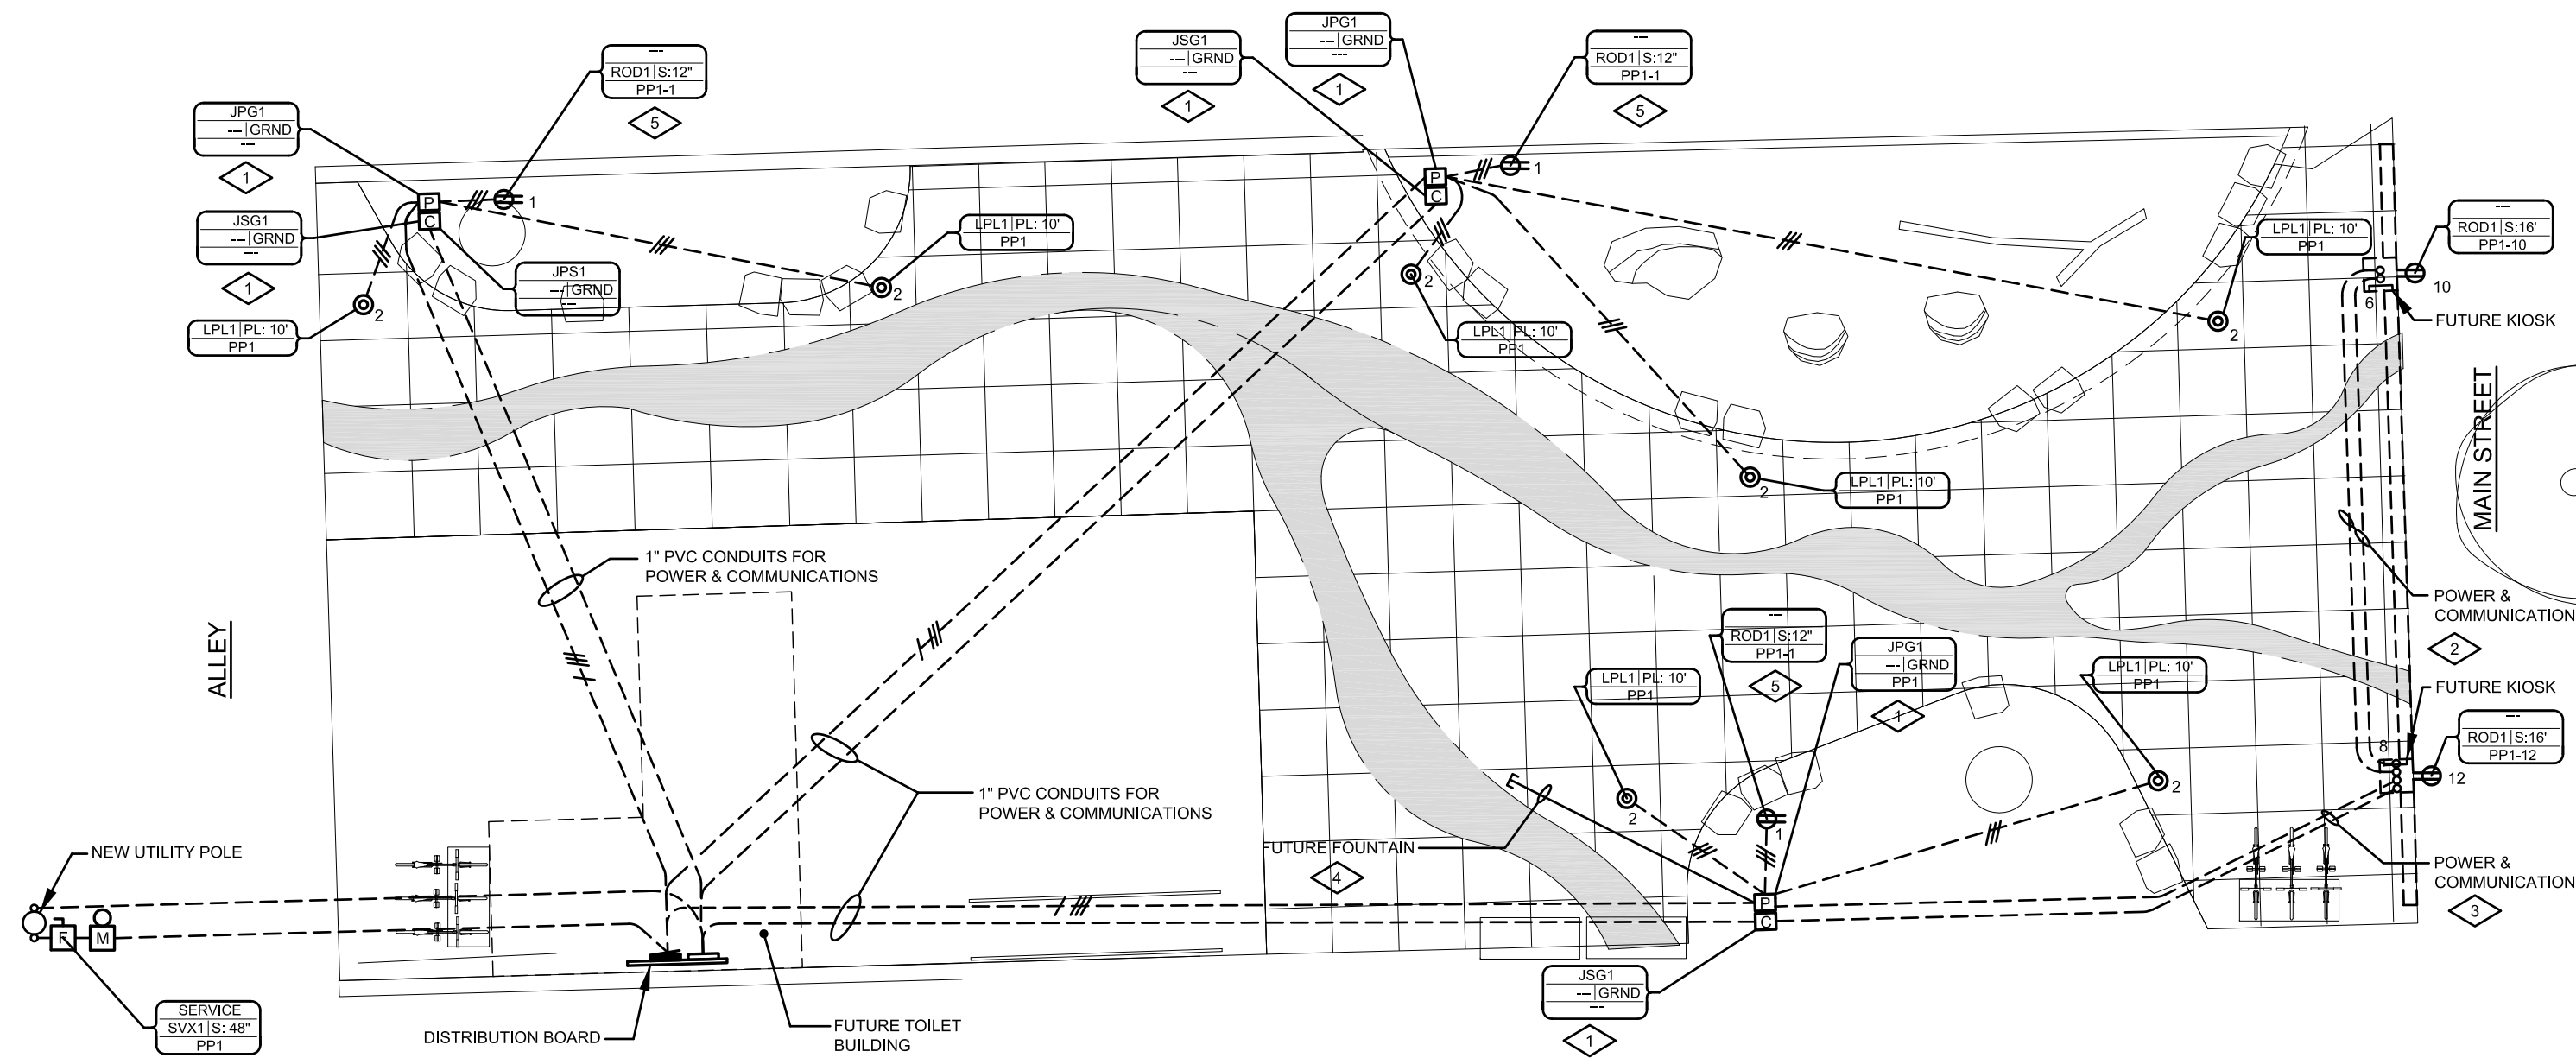 JPG1
--- GRND
---
1
JSG1
--- GRND
---
1
---
ROD1 S:12"
PP1-1
5
P
C
1
JPS1
--- GRND
---
LPL1 PL: 10'
PP1
2
LPL1 PL: 10'
PP1
2
JSG1
--- GRND
---
1
JPG1
--- GRND
---
1
---
ROD1 S:12"
PP1-1
5
P
C
1
LPL1 PL: 10'
PP1
2
LPL1 PL: 10'
PP1
2
LPL1 PL: 10'
PP1
2
---
ROD1 S:16'
PP1-10
10
6
FUTURE KIOSK
MAIN STREET
POWER &
COMMUNICATION
2
FUTURE KIOSK
8
---
ROD1 S:16'
PP1-12
12
POWER &
COMMUNICATION
3
1" PVC CONDUITS FOR
POWER & COMMUNICATIONS
ALLEY
1" PVC CONDUITS FOR
POWER & COMMUNICATIONS
---
ROD1 S:12"
PP1-1
5
JPG1
--- GRND
PP1
1
LPL1 PL: 10'
PP1
2
LPL1 PL: 10'
PP1
2
1
E
FUTURE FOUNTAIN
4
P
C
JSG1
--- GRND
---
1
NEW UTILITY POLE
F
M
SERVICE
SVX1 S: 48"
PP1
DISTRIBUTION BOARD
FUTURE TOILET
BUILDING